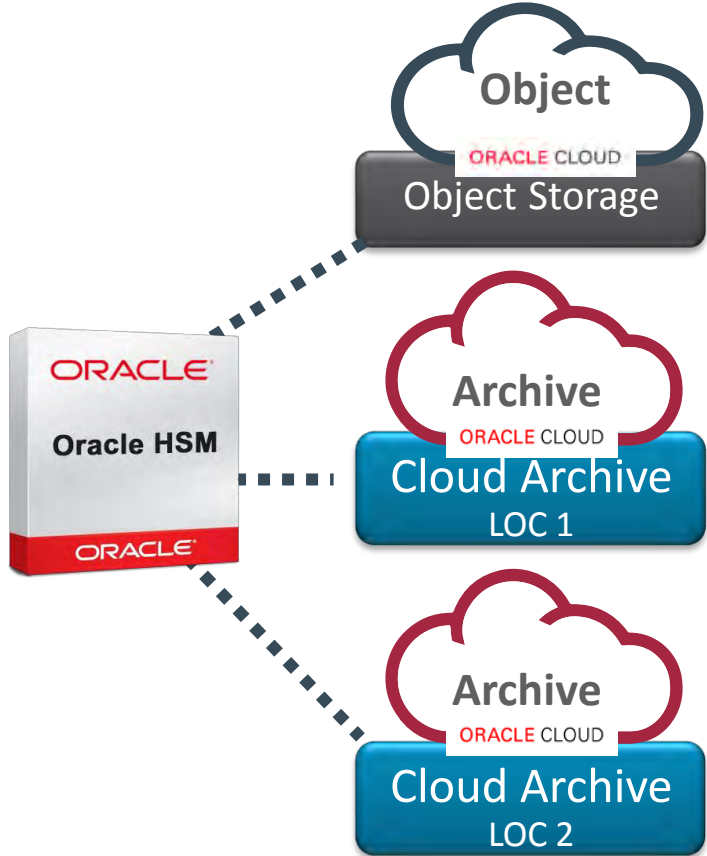 Object
ORACLE CLOUD
Object Storage
ORACLE
Oracle HSM
ORACLE
Archive
ORACLE CLOUD
Cloud Archive
LOC 1
Archive
ORACLE CLOUD
Cloud Archive
LOC 2